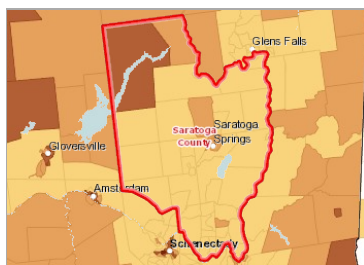 Glens Falls
Saratoga
Springs
Saratoga
County
Gloversville
Amsterdam
Schenectady